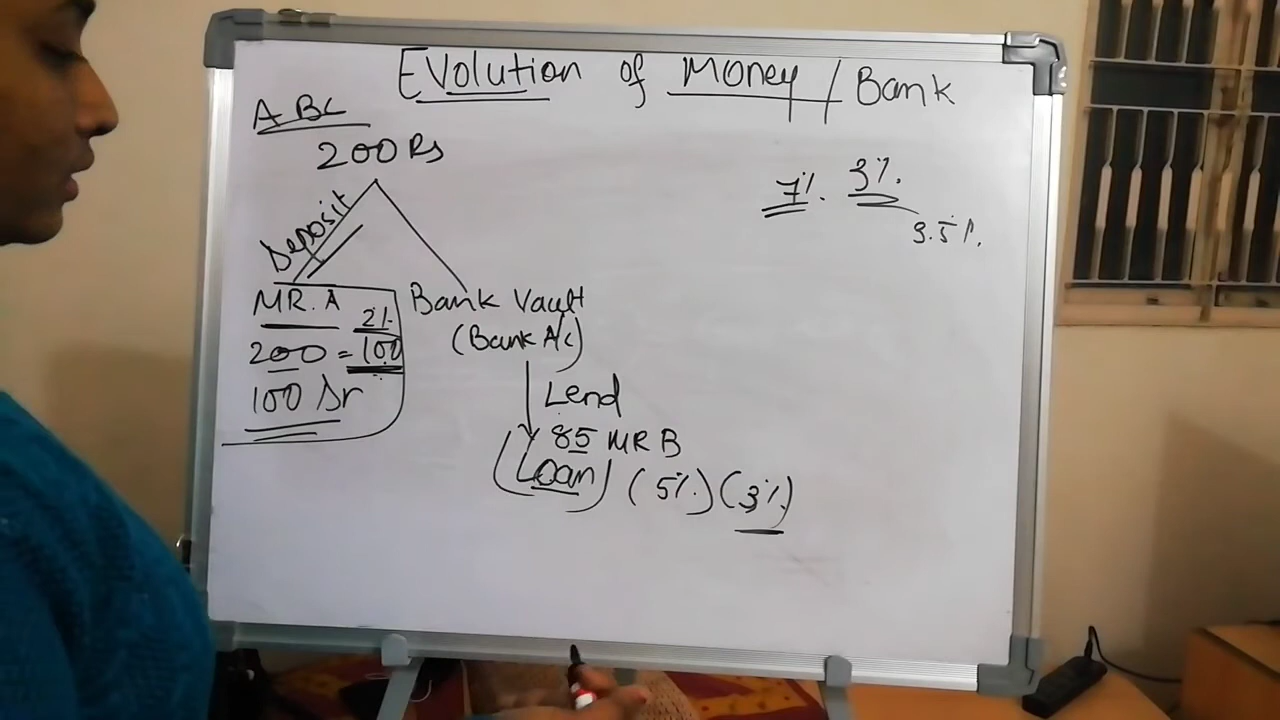 Evolution of Money / Bank
ABC
200 Rs
Deposit
MR. A 2%
200 = 100
100 Dr
Bank Vault
(Bank A/C)
Lend
85 MR B
(Loan) (5%) (3%)
7%. 3%.
3.5%.